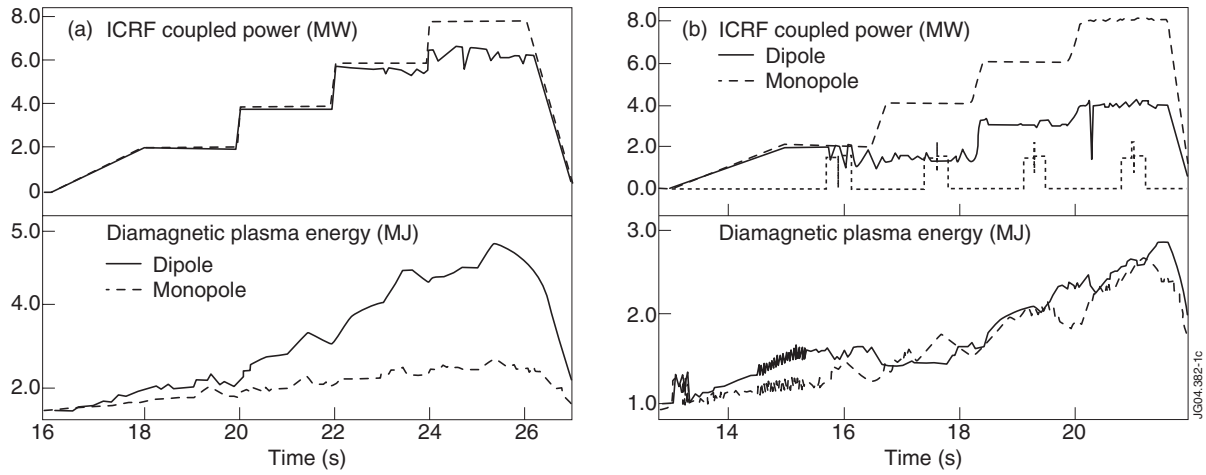 (a) ICRF coupled power (MW)
8.0
6.0
4.0
2.0
0
Diamagnetic plasma energy (MJ)
Dipole
Monopole
5.0
4.0
2.0
16 18 20 22 24 26
Time (s)
(b)
ICRF coupled power (MW)
Dipole
Monopole
8.0
6.0
4.0
2.0
0.0
Diamagnetic plasma energy (MJ)
3.0
2.0
1.0
14 16 18 20
Time (s)
JG04.382-1c